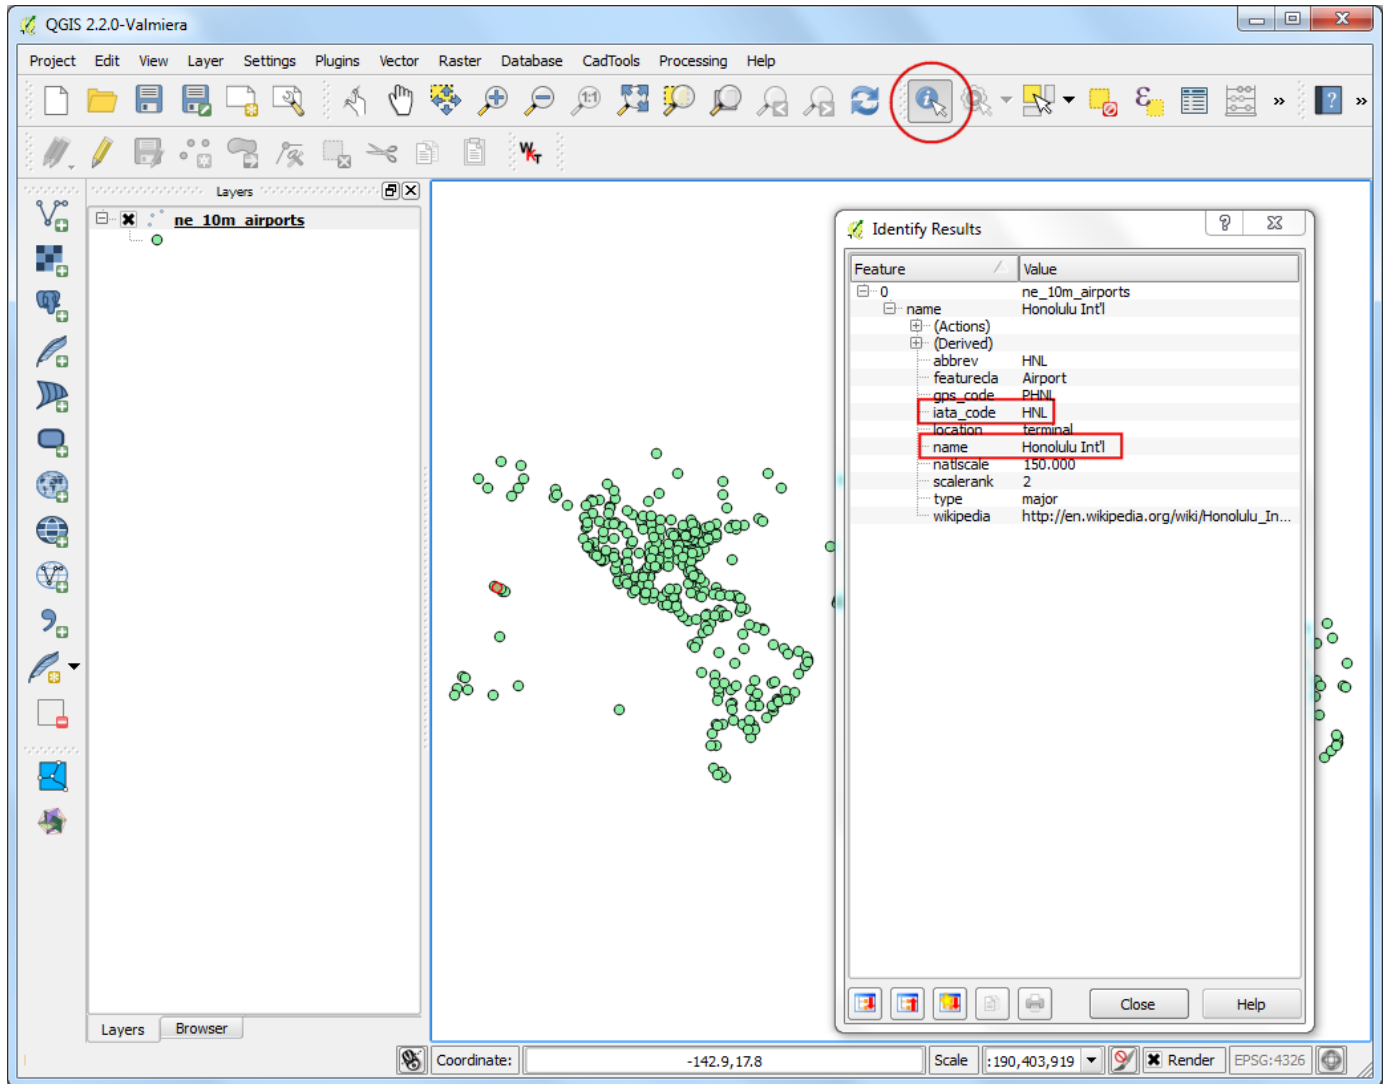 QGIS 2.2.0-Valmiera
Project Edit View Layer Settings Plugins Vector Raster Database CadTools Processing Help
1:1 ε » ? »
WKT
Layers
ne_10m_airports
Identify Results
?
Feature Value
0 ne_10m_airports
name Honolulu Int'l
(Actions)
(Derived)
abbrev HNL
featurecla Airport
gps_code PHNL
iata_code HNL
location terminal
name Honolulu Int'l
natlscale 150.000
scalerank 2
type major
wikipedia http://en.wikipedia.org/wiki/Honolulu_In...
Close Help
Layers Browser
Coordinate: -142.9,17.8 Scale :190,403,919 Render EPSG:4326